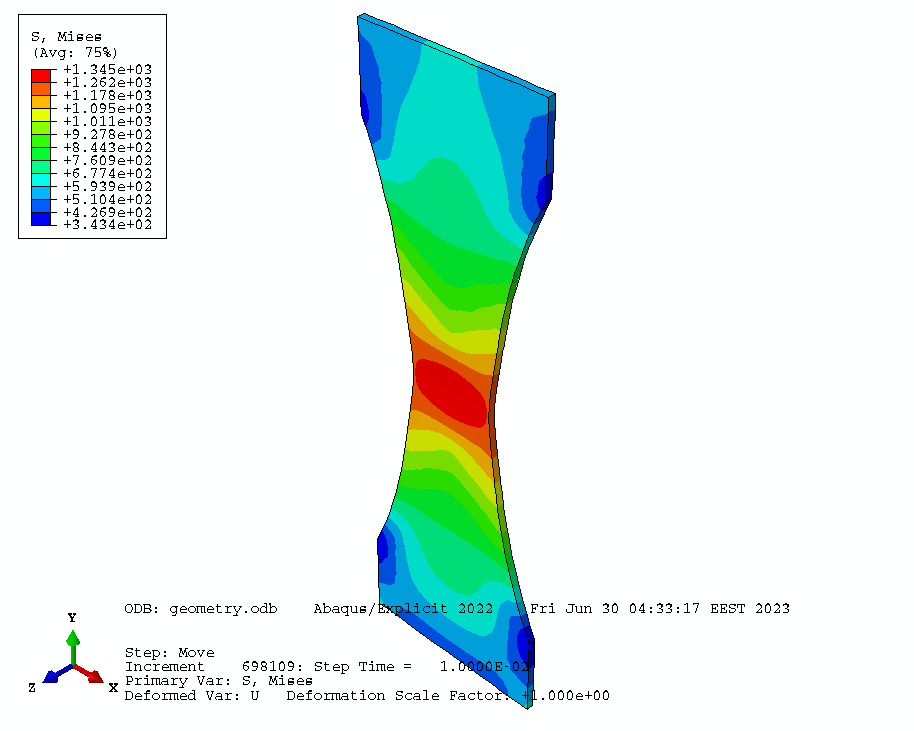 S, Mises
(Avg: 75%)
+1.345e+03
+1.262e+03
+1.178e+03
+1.095e+03
+1.011e+03
+9.278e+02
+8.443e+02
+7.609e+02
+6.774e+02
+5.939e+02
+5.104e+02
+4.269e+02
+3.434e+02
ODB: geometry.odb    Abaqus/Explicit 2022    Fri Jun 30 04:33:17 EEST 2023
Y
Z
X
Step: Move
Increment    698109: Step Time =    1.0000E-02
Primary Var: S, Mises
Deformed Var: U   Deformation Scale Factor: +1.000e+00